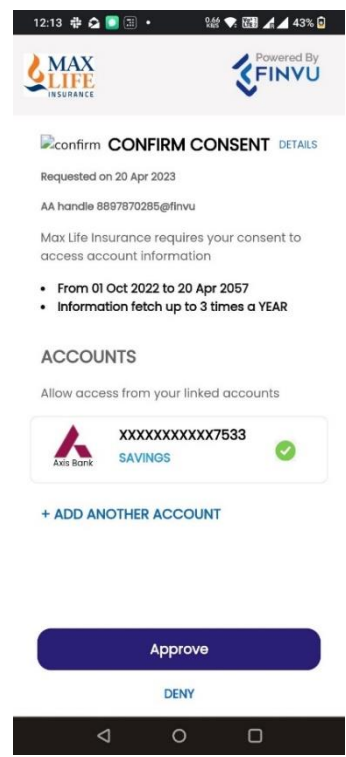 12:13 43%
MAX
LIFE
INSURANCE
Powered By
FINVU
confirm CONFIRM CONSENT DETAILS
Requested on 20 Apr 2023
AA handle 8897870285@finvu
Max Life Insurance requires your consent to
access account information
• From 01 Oct 2022 to 20 Apr 2057
• Information fetch up to 3 times a YEAR
ACCOUNTS
Allow access from your linked accounts
XXXXXXXXXXX7533
Axis Bank SAVINGS
+ ADD ANOTHER ACCOUNT
Approve
DENY